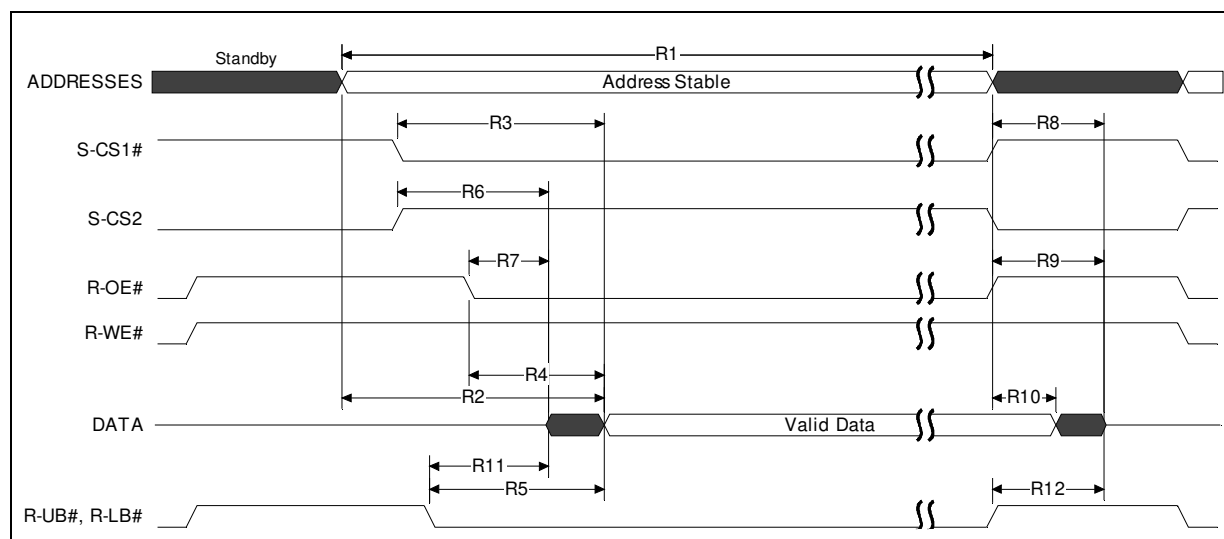 Standby
R1
ADDRESSES
Address Stable
R3
R8
S-CS1#
R6
S-CS2
R7
R9
R-OE#
R-WE#
R4
R2
R10
DATA
Valid Data
R11
R5
R12
R-UB#, R-LB#